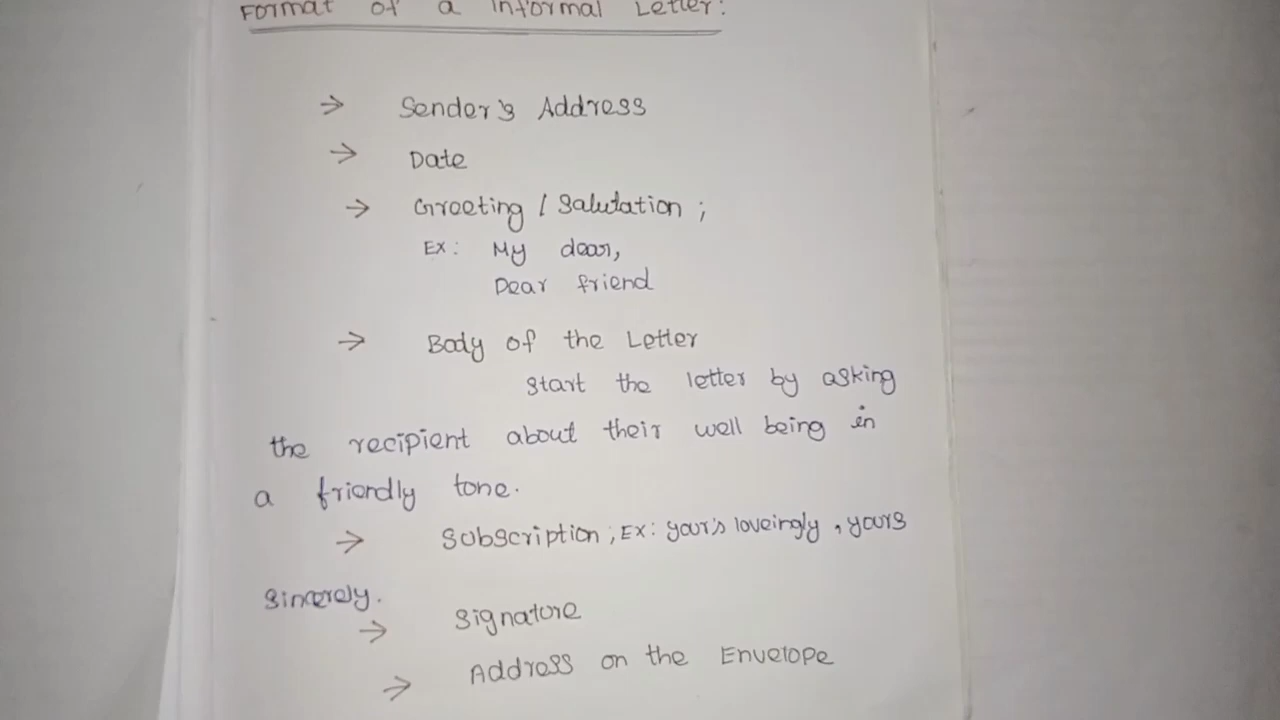 Format of a Informal Letter:
→ Sender's Address
→ Date
→ Greeting / Salutation ;
Ex: My dear,
Dear friend
→ Body of the Letter
Start the letter by asking
the recipient about their well being in
a friendly tone.
→ Subscription ; Ex: your's loveingly , yours
Sincerely.
→ Signature
→ Address on the Envelope